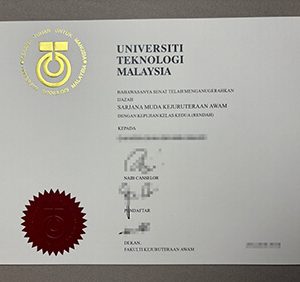 UNIVERSITI
TEKNOLOGI
MALAYSIA
BAHAWASANYA SENAT TELAH MENGANUGERAHKAN
IJAZAH
SARJANA MUDA KEJURUTERAAN AWAM
DENGAN KEPUJIAN KELAS KEDUA (RENDAH)
KEPADA
NAIB CANSELOR
PENDAFTAR
DEKAN
FAKULTI KEJURUTERAAN AWAM